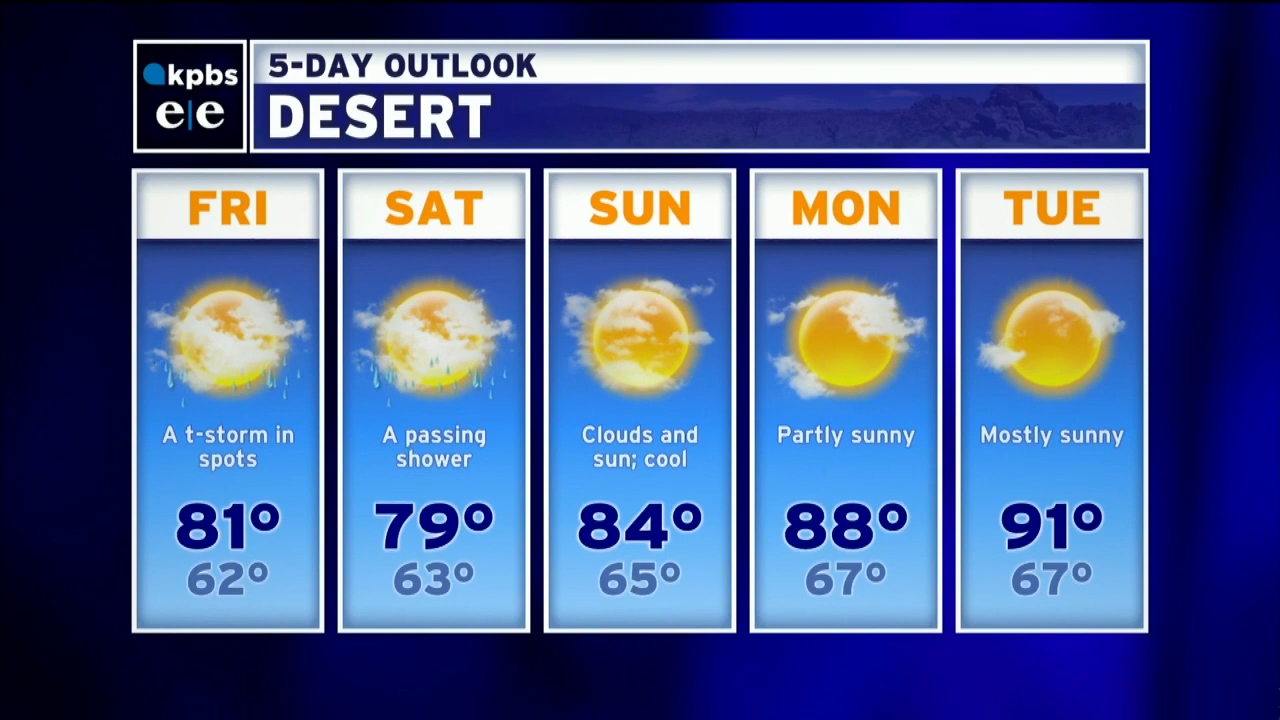 kpbs
e|e
5-DAY OUTLOOK
DESERT
FRI
A t-storm in
spots
81°
62°
SAT
A passing
shower
79°
63°
SUN
Clouds and
sun; cool
84°
65°
MON
Partly sunny
88°
67°
TUE
Mostly sunny
91°
67°